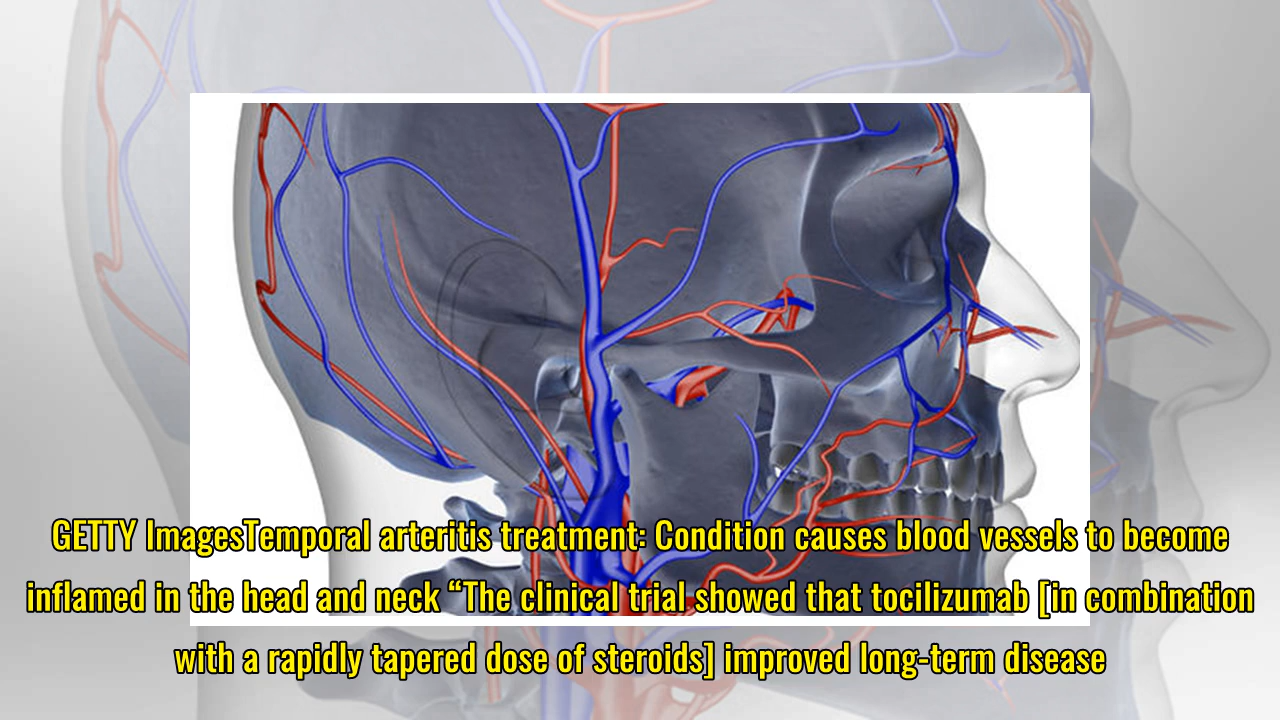 GETTY ImagesTemporal arteritis treatment: Condition causes blood vessels to become
inflamed in the head and neck “The clinical trial showed that tocilizumab [in combination
with a rapidly tapered dose of steroids] improved long-term disease